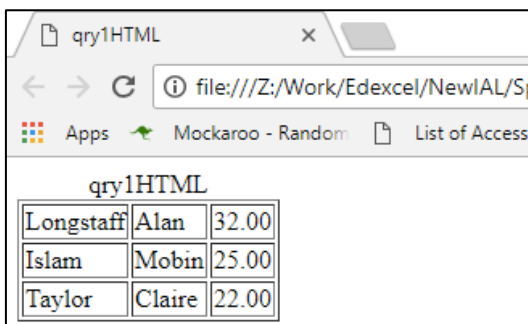 qry1HTML
file:///Z:/Work/Edexcel/NewIAL/Sp
Apps Mockaroo - Random List of Access
qry1HTML
Longstaff Alan 32.00
Islam Mobin 25.00
Taylor Claire 22.00